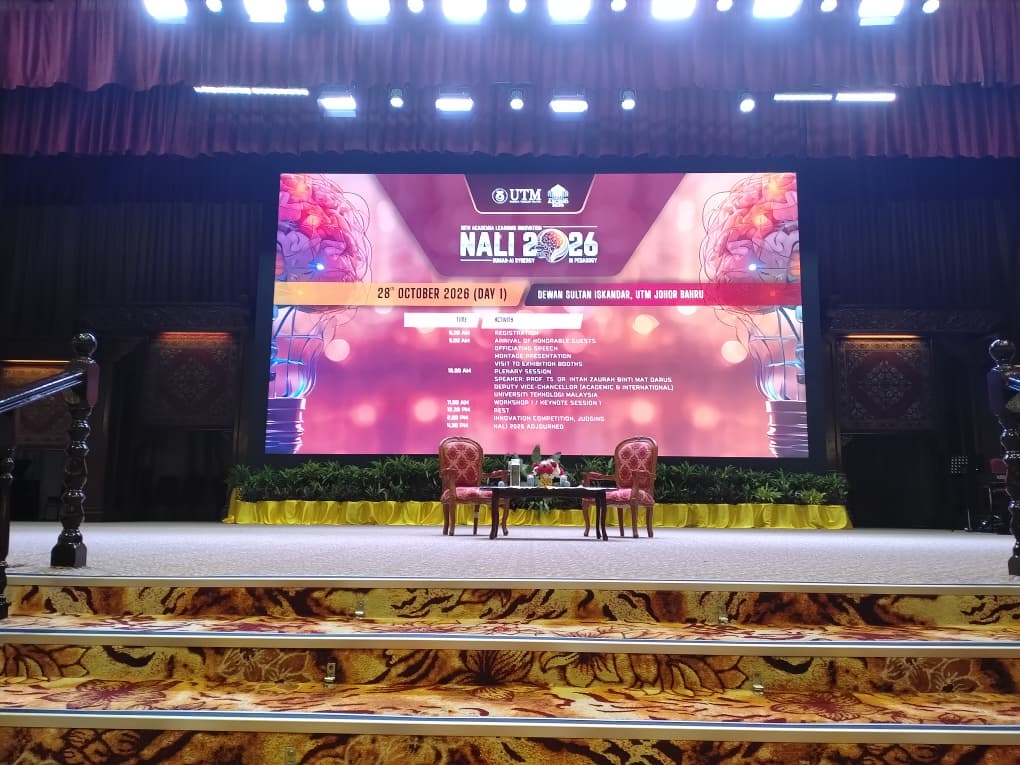 UTM
NEW ACADEMIA LEARNING INNOVATION
NALI 2026
HUMAN-AI SYNERGY IN PEDAGOGY
28TH OCTOBER 2026 (DAY 1)
DEWAN SULTAN ISKANDAR, UTM JOHOR BAHRU
TIME ACTIVITY
REGISTRATION
ARRIVAL OF HONORABLE GUESTS
OFFICIATING SPEECH
MONTAGE PRESENTATION
VISIT TO EXHIBITION BOOTHS
PLENARY SESSION
SPEAKER: PROF. TS. DR. INTAN ZAURAH BINTI MAT DARUS
DEPUTY VICE-CHANCELLOR (ACADEMIC & INTERNATIONAL)
UNIVERSITI TEKNOLOGI MALAYSIA
WORKSHOP 1 / KEYNOTE SESSION 1
REST
INNOVATION COMPETITION, JUDGING
NALI 2026 ADJOURNED